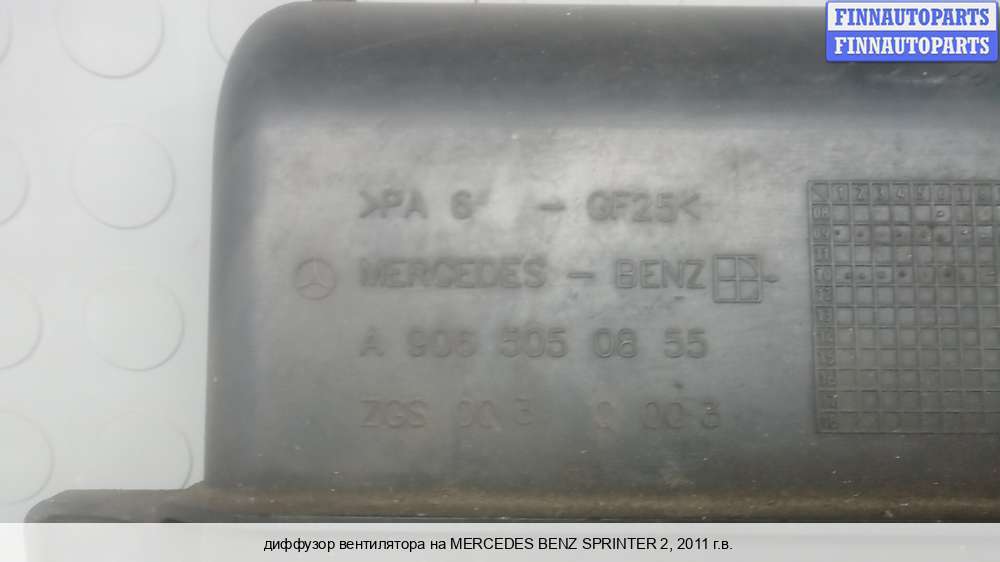 FINNAUTOPARTS
FINNAUTOPARTS
>PA 6 - GF25<
MERCEDES - BENZ
A 906 505 08 55
ZGS 003
диффузор вентилятора на MERCEDES BENZ SPRINTER 2, 2011 г.в.